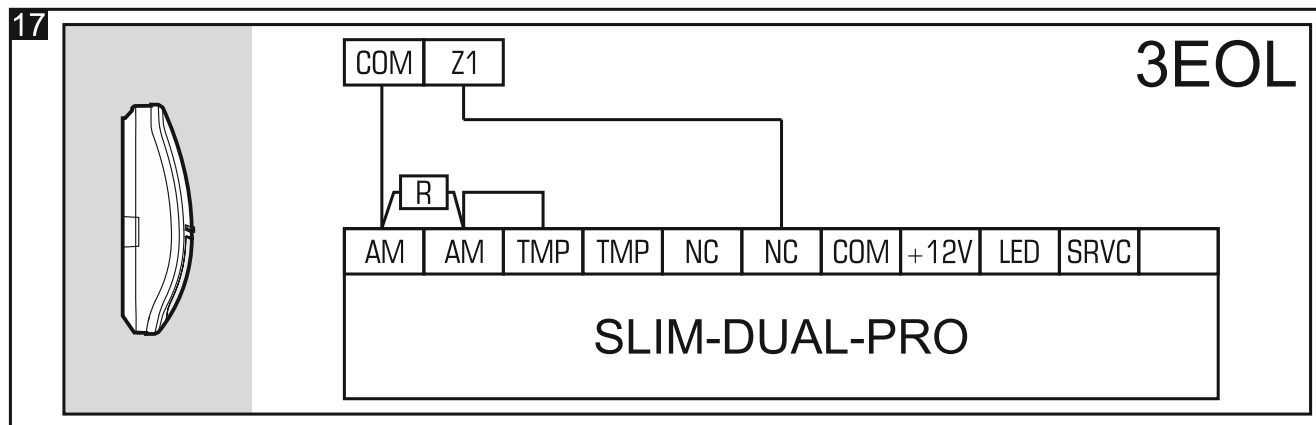 17
3EOL
COM Z1
R
AM AM TMP TMP NC NC COM +12V LED SRVC
SLIM-DUAL-PRO